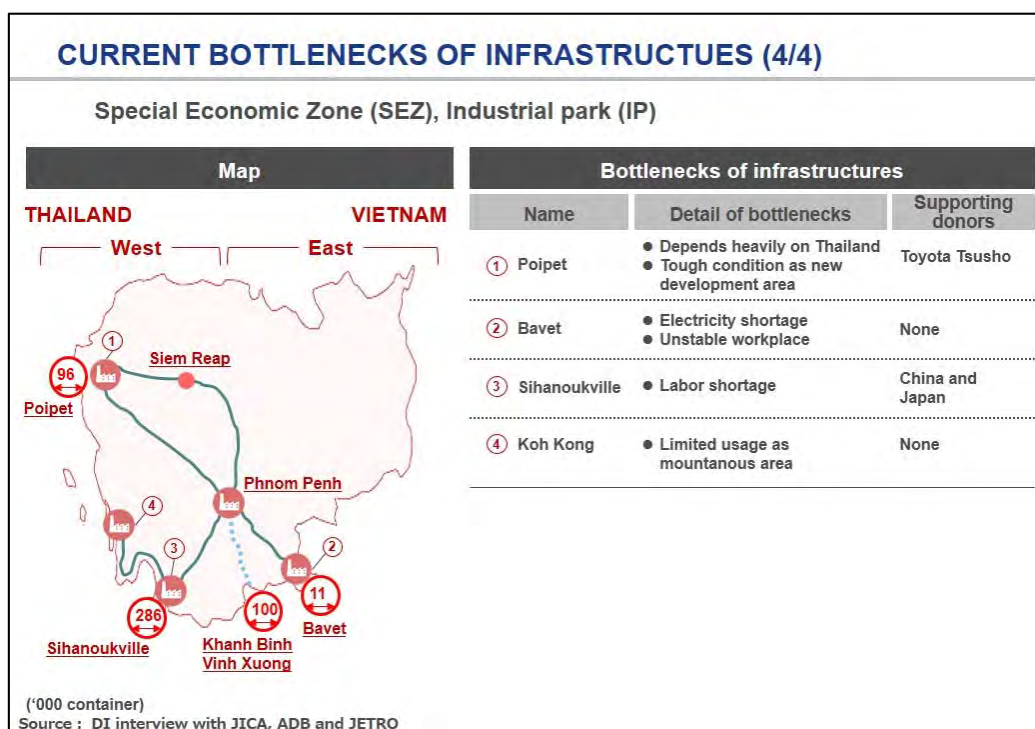 CURRENT BOTTLENECKS OF INFRASTRUCTUES (4/4)
Special Economic Zone (SEZ), Industrial park (IP)
Map
THAILAND
VIETNAM
West
East
1
Siem Reap
96
Poipet
Phnom Penh
4
3
2
286
100
11
Sihanoukville
Khanh Binh
Vinh Xuong
Bavet
('000 container)
Source : DI interview with JICA, ADB and JETRO
Bottlenecks of infrastructures
Name
Detail of bottlenecks
Supporting
donors
1 Poipet
● Depends heavily on Thailand
● Tough condition as new
development area
Toyota Tsusho
2 Bavet
● Electricity shortage
● Unstable workplace
None
3 Sihanoukville
● Labor shortage
China and
Japan
4 Koh Kong
● Limited usage as
mountanous area
None